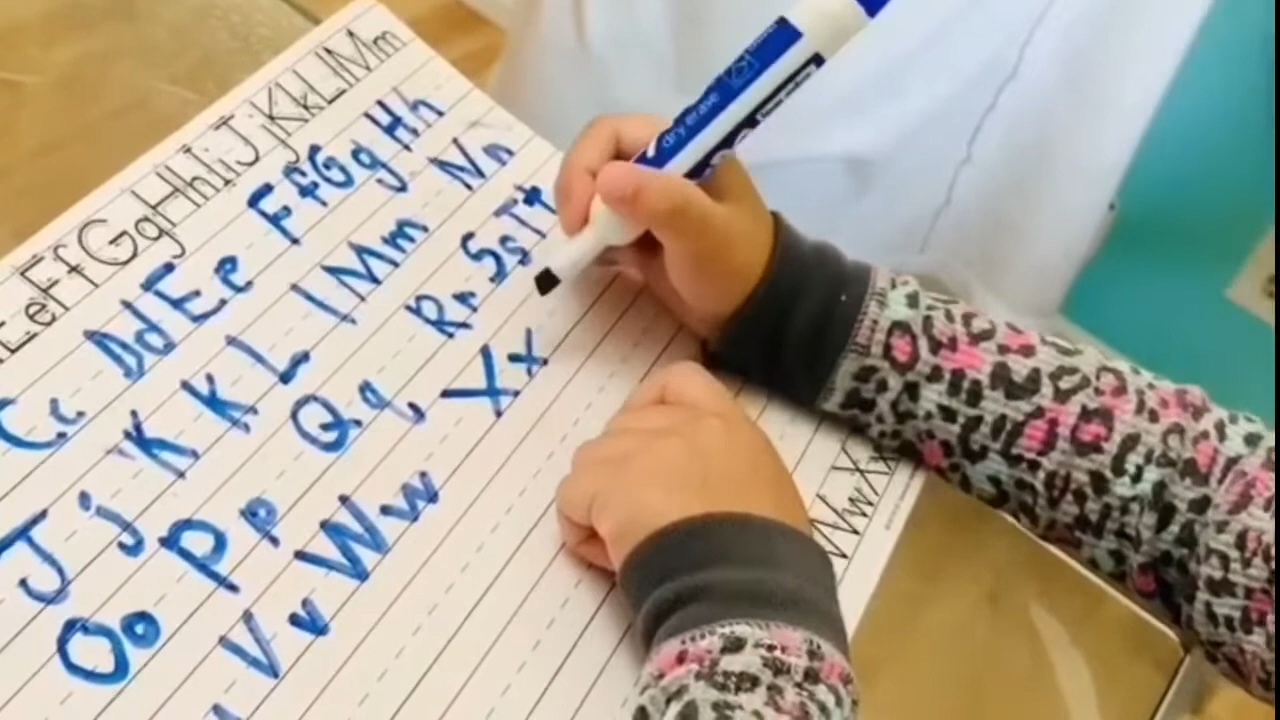 EeFfGgHhIiJjKkLlMm
Cc Dd Ee Ff Gg Hh
Jj K K L l Mm Nn
Oo Pp Qq Rr Ss Tt
Vv Ww Xx
WwX
dry erase